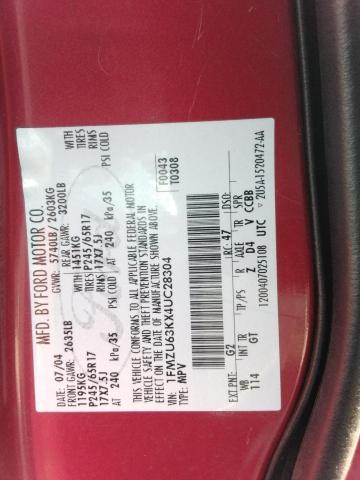 MFD. BY FORD MOTOR CO.
07/04 GVWR: 5740LB/ 2603KG
FRONT GAWR: 2635LB REAR GAWR: 3200LB
1195KG WITH 1451KG WITH
P245/65R17 TIRES P245/65R17 TIRES
17X7.5J RIMS 17X7.5J RIMS
AT 240 kPa/35 PSI COLD AT 240 kPa/35 PSI COLD
THIS VEHICLE CONFORMS TO ALL APPLICABLE FEDERAL MOTOR
VEHICLE SAFETY AND THEFT PREVENTION STANDARDS IN
EFFECT ON THE DATE OF MANUFACTURE SHOWN ABOVE.
VIN: 1FMZU63KX4UC28304 F0043
TYPE: MPV T0308
EXT PNT: G2 RC: 47 DSO:
WB INT TR TP/PS R AXLE TR SPR
114 GT Z D4 V CCBB
1200407025108 UTC ▽ 2U5A-1520472-AA